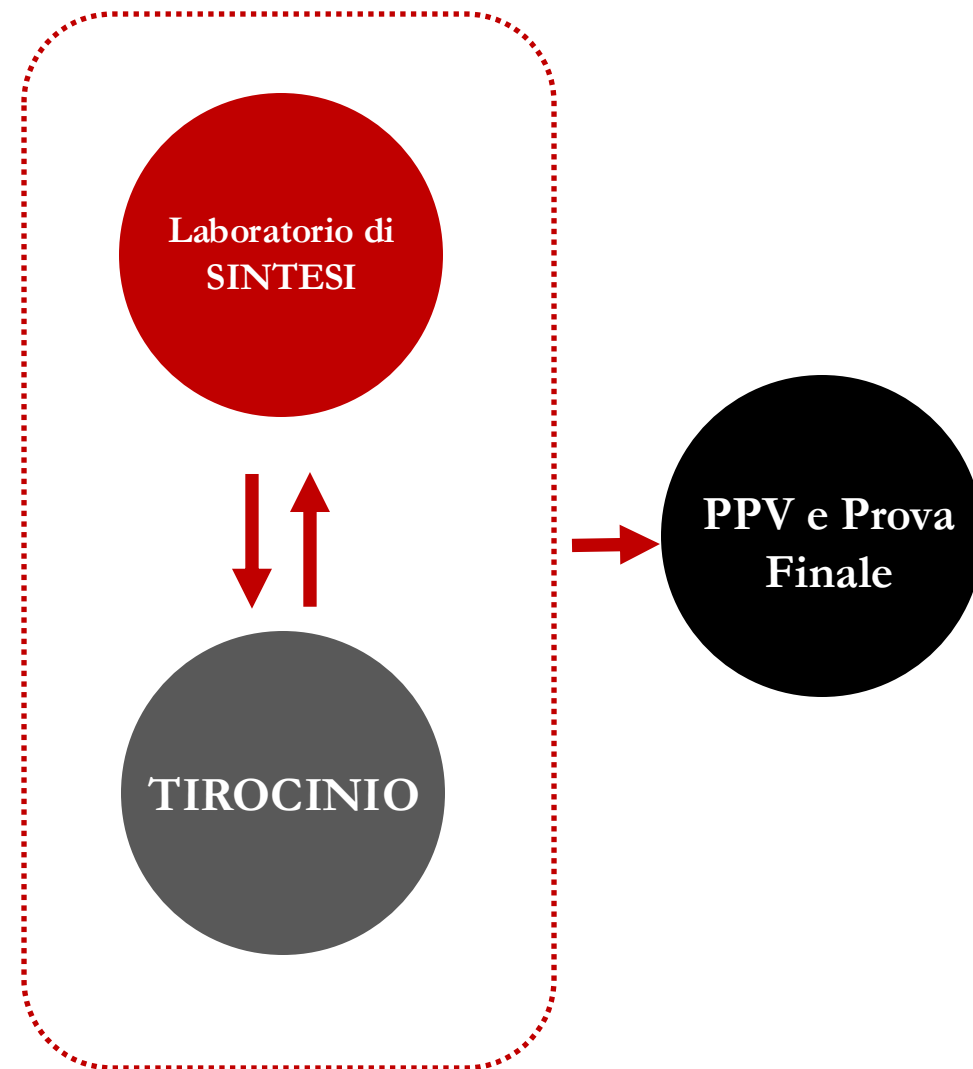 Laboratorio di
SINTESI
PPV e Prova
Finale
TIROCINIO